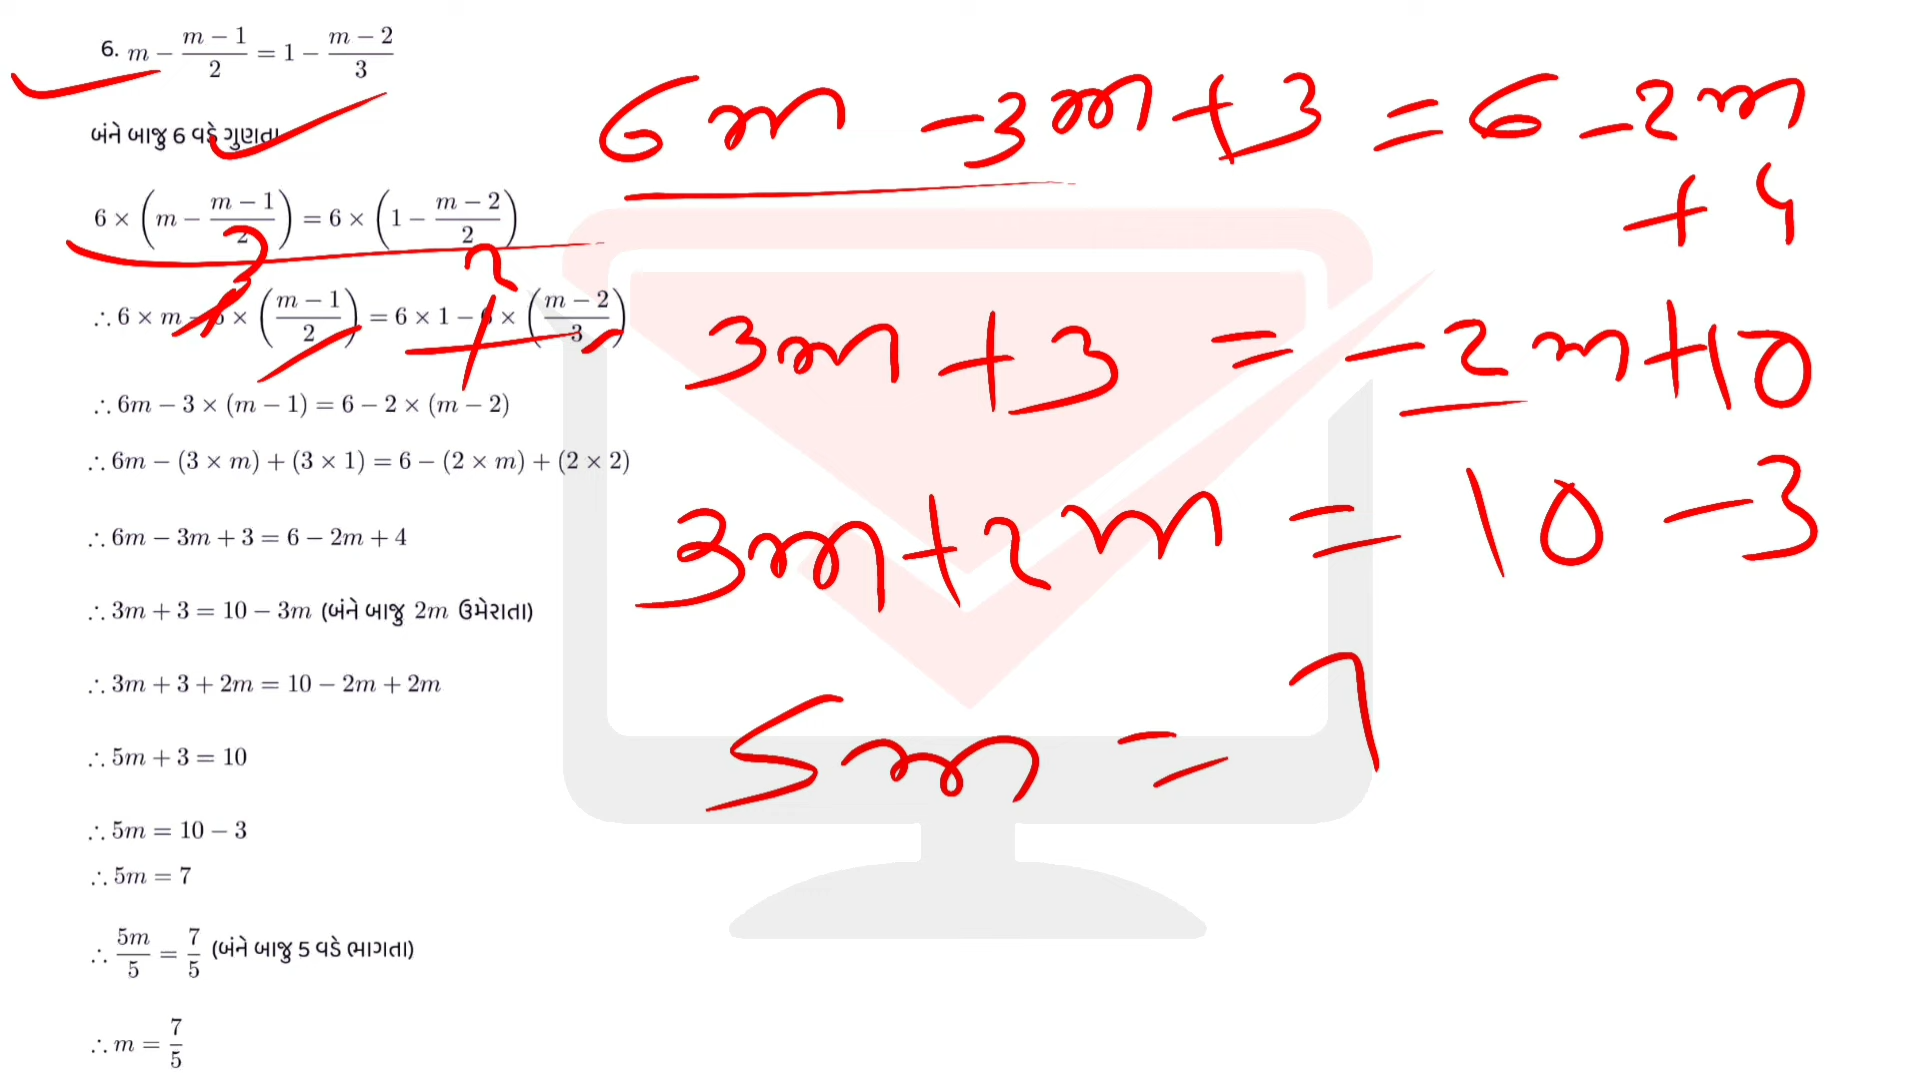 6. m − (m − 1)/2 = 1 − (m − 2)/3
બંને બાજુ 6 વડે ગુણતા
6 × (m − (m − 1)/2) = 6 × (1 − (m − 2)/2)
∴ 6 × m − 6 × ((m − 1)/2) = 6 × 1 − 6 × ((m − 2)/3)
3
2
∴ 6m − 3 × (m − 1) = 6 − 2 × (m − 2)
∴ 6m − (3 × m) + (3 × 1) = 6 − (2 × m) + (2 × 2)
∴ 6m − 3m + 3 = 6 − 2m + 4
∴ 3m + 3 = 10 − 3m (બંને બાજુ 2m ઉમેરાતા)
∴ 3m + 3 + 2m = 10 − 2m + 2m
∴ 5m + 3 = 10
∴ 5m = 10 − 3
∴ 5m = 7
∴ 5m/5 = 7/5 (બંને બાજુ 5 વડે ભાગતા)
∴ m = 7/5
6m − 3m + 3 = 6 − 2m
+ 4
3m + 3 = − 2m + 10
3m + 2m = 10 − 3
5m = 7